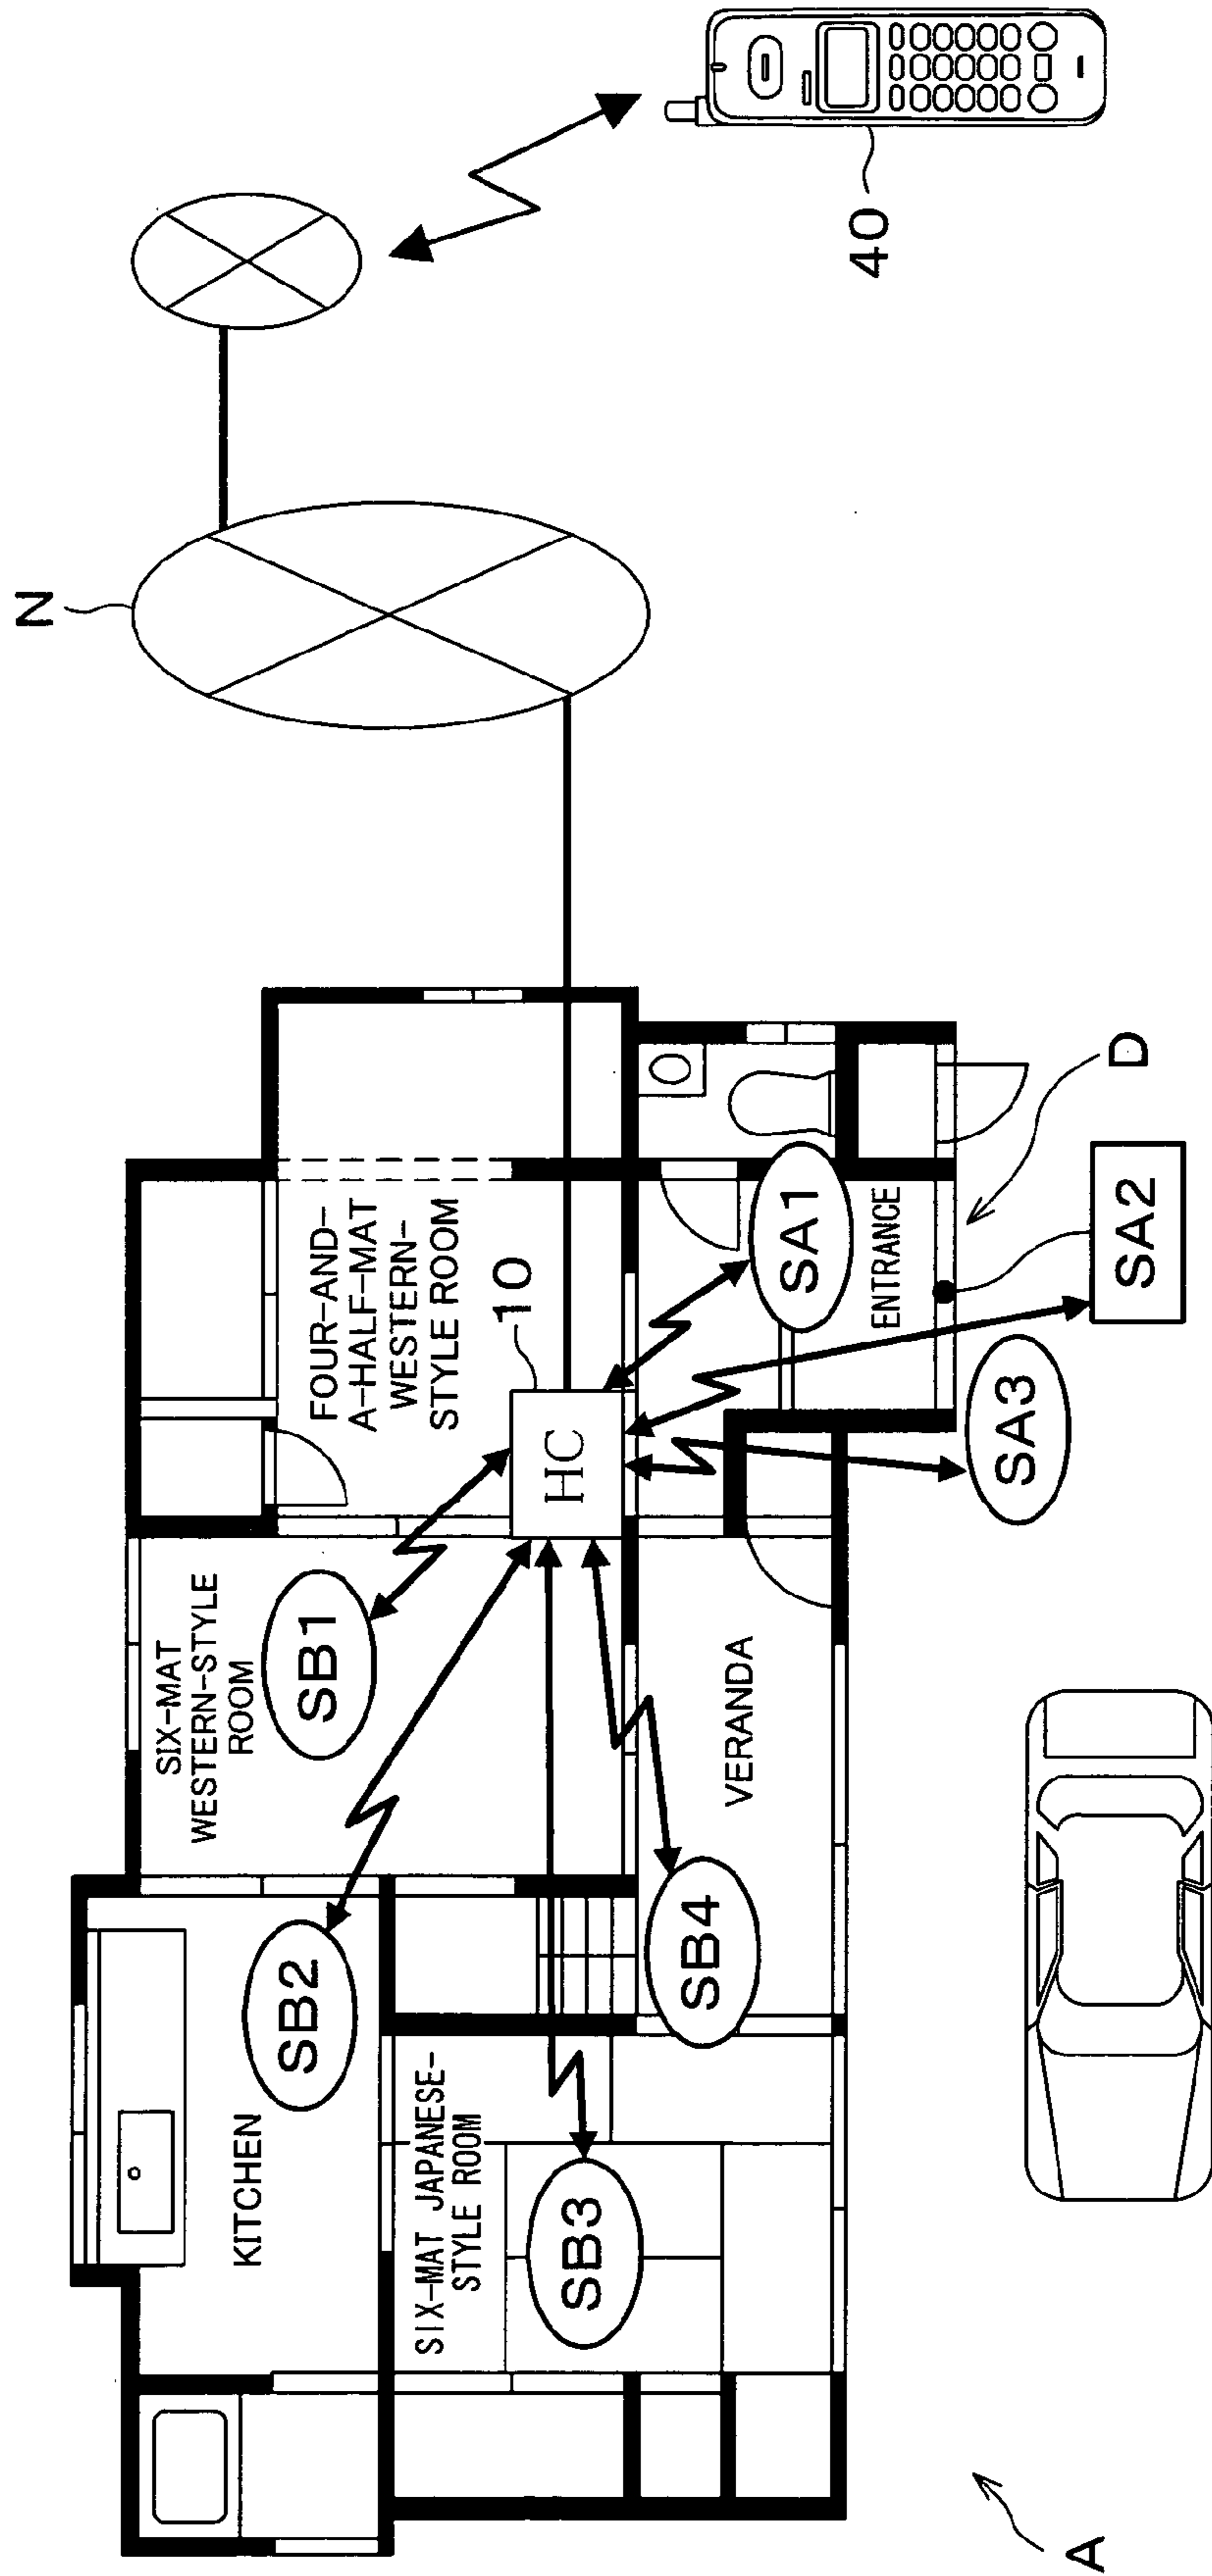 N
40
KITCHEN
SB2
SIX-MAT
WESTERN-STYLE
ROOM
SB1
FOUR-AND-
A-HALF-MAT
WESTERN-
STYLE ROOM
10
HC
SIX-MAT JAPANESE-
STYLE ROOM
SB3
SB4
VERANDA
SA1
ENTRANCE
SA3
SA2
D
A